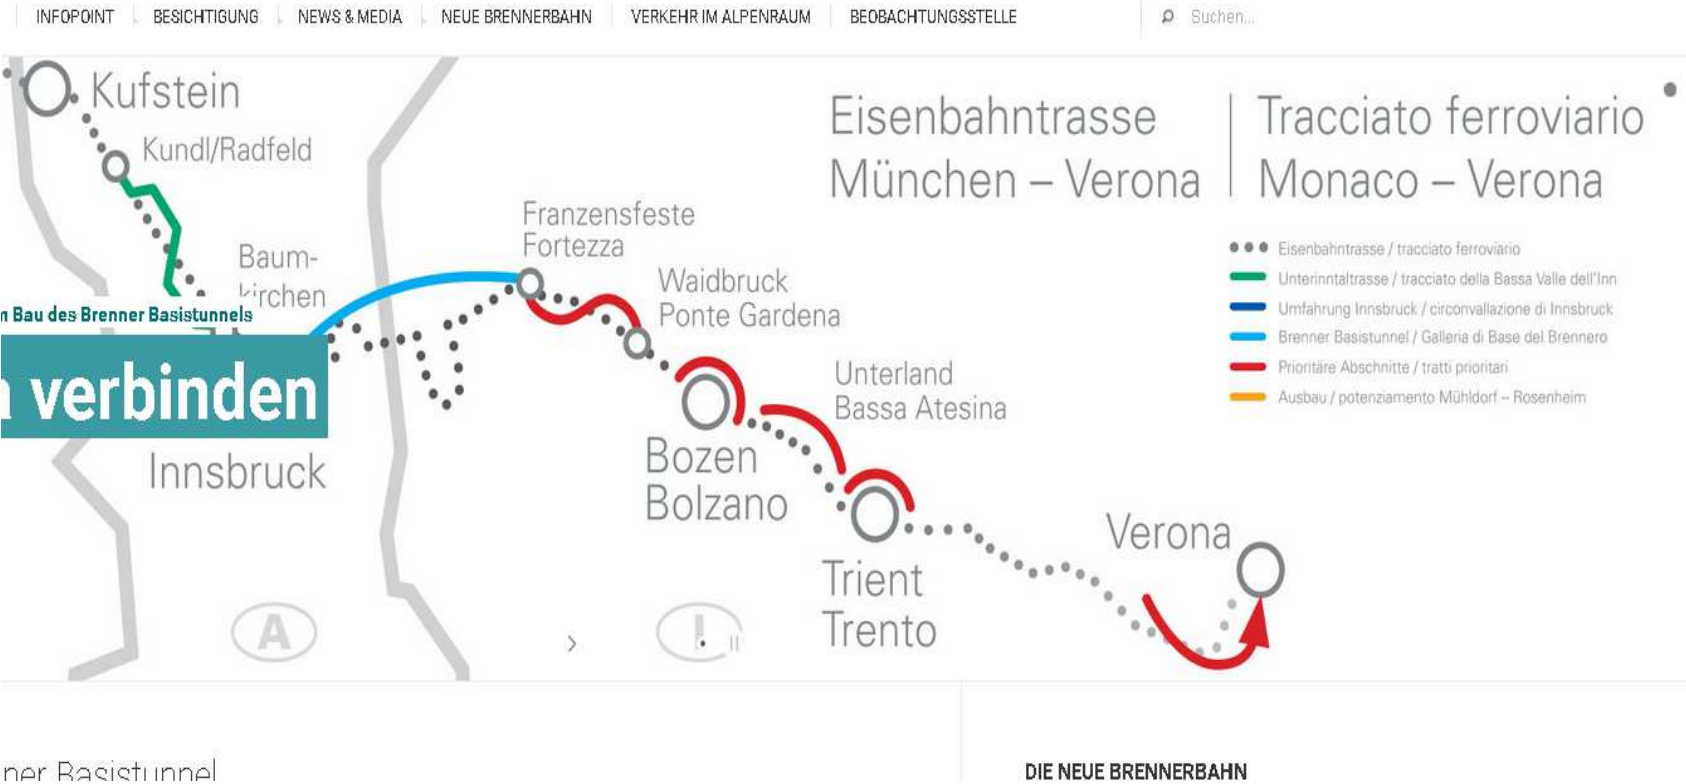 INFOPOINT
BESICHTIGUNG
NEWS & MEDIA
NEUE BRENNERBAHN
VERKEHR IM ALPENRAUM
BEOBACHTUNGSSTELLE
Suchen...
Kufstein
Kundl/Radfeld
Baum-
kirchen
Bau des Brenner Basistunnels
verbinden
Innsbruck
A
Franzensfeste
Fortezza
Waidbruck
Ponte Gardena
Bozen
Bolzano
Unterland
Bassa Atesina
Trient
Trento
Verona
I
Eisenbahntrasse
München – Verona
Tracciato ferroviario
Monaco – Verona
Eisenbahntrasse / tracciato ferroviario
Unterinntaltrasse / tracciato della Bassa Valle dell'Inn
Umfahrung Innsbruck / circonvallazione di Innsbruck
Brenner Basistunnel / Galleria di Base del Brennero
Prioritäre Abschnitte / tratti prioritari
Ausbau / potenziamento Mühldorf – Rosenheim
Basistunnel
DIE NEUE BRENNERBAHN